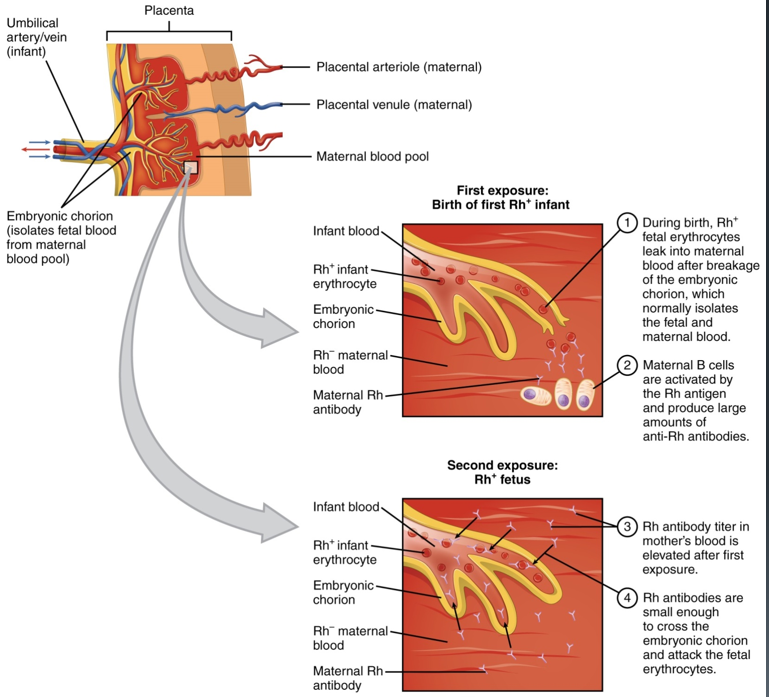 Placenta
Umbilical
artery/vein
(infant)
Placental arteriole (maternal)
Placental venule (maternal)
Maternal blood pool
Embryonic chorion
(isolates fetal blood
from maternal
blood pool)
First exposure:
Birth of first Rh⁺ infant
Infant blood
Rh⁺ infant
erythrocyte
Embryonic
chorion
Rh⁻ maternal
blood
Maternal Rh
antibody
1 During birth, Rh⁺
fetal erythrocytes
leak into maternal
blood after breakage
of the embryonic
chorion, which
normally isolates
the fetal and
maternal blood.
2 Maternal B cells
are activated by
the Rh antigen
and produce large
amounts of
anti-Rh antibodies.
Second exposure:
Rh⁺ fetus
Infant blood
Rh⁺ infant
erythrocyte
Embryonic
chorion
Rh⁻ maternal
blood
Maternal Rh
antibody
3 Rh antibody titer in
mother's blood is
elevated after first
exposure.
4 Rh antibodies are
small enough
to cross the
embryonic chorion
and attack the fetal
erythrocytes.